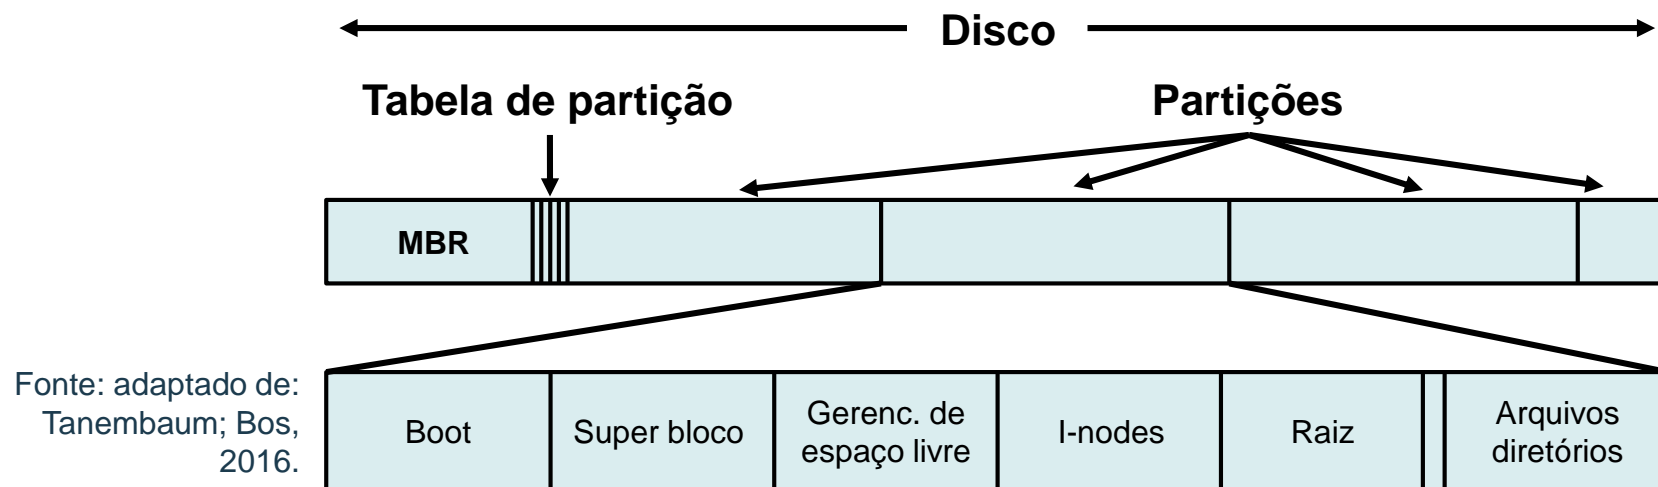 Disco
Tabela de partição
Partições
MBR
Fonte: adaptado de:
Tanembaum; Bos,
2016.
Boot
Super bloco
Gerenc. de
espaço livre
I-nodes
Raiz
Arquivos
diretórios